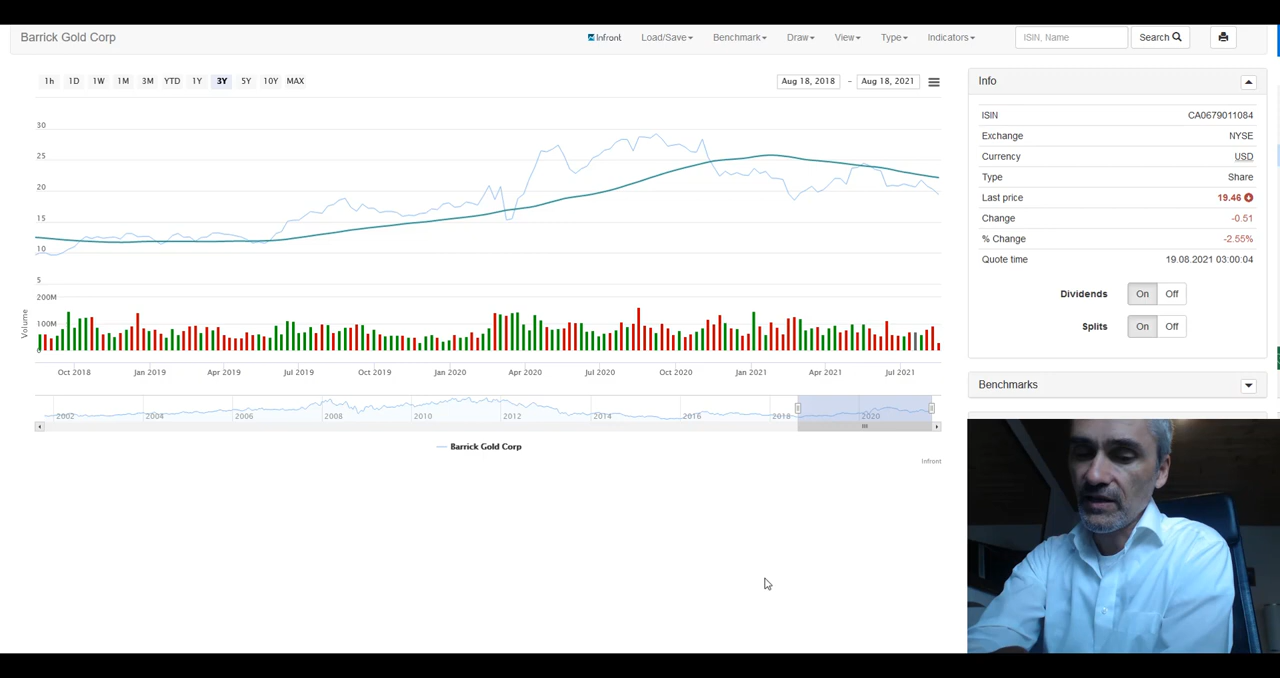 Barrick Gold Corp
Infront Load/Save Benchmark Draw View Type Indicators ISIN, Name Search
1h 1D 1W 1M 3M YTD 1Y 3Y 5Y 10Y MAX
Aug 18, 2018 – Aug 18, 2021
30
25
20
15
10
5
200M
100M
0
Volume
Oct 2018 Jan 2019 Apr 2019 Jul 2019 Oct 2019 Jan 2020 Apr 2020 Jul 2020 Oct 2020 Jan 2021 Apr 2021 Jul 2021
2002 2004 2006 2008 2010 2012 2014 2016 2018 2020
Barrick Gold Corp
Infront
Info
ISIN CA0679011084
Exchange NYSE
Currency USD
Type Share
Last price 19.46
Change -0.51
% Change -2.55%
Quote time 19.08.2021 03:00:04
Dividends On Off
Splits On Off
Benchmarks